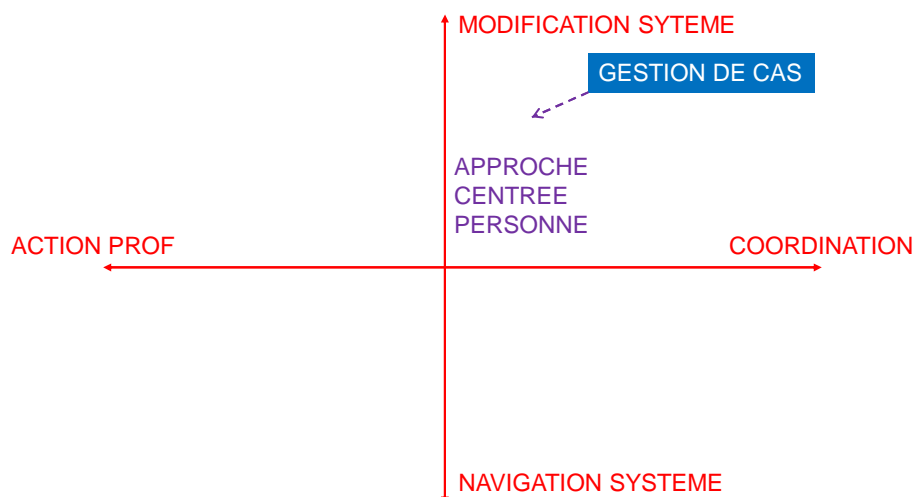 MODIFICATION SYTEME
GESTION DE CAS
APPROCHE
CENTREE
PERSONNE
ACTION PROF
COORDINATION
NAVIGATION SYSTEME